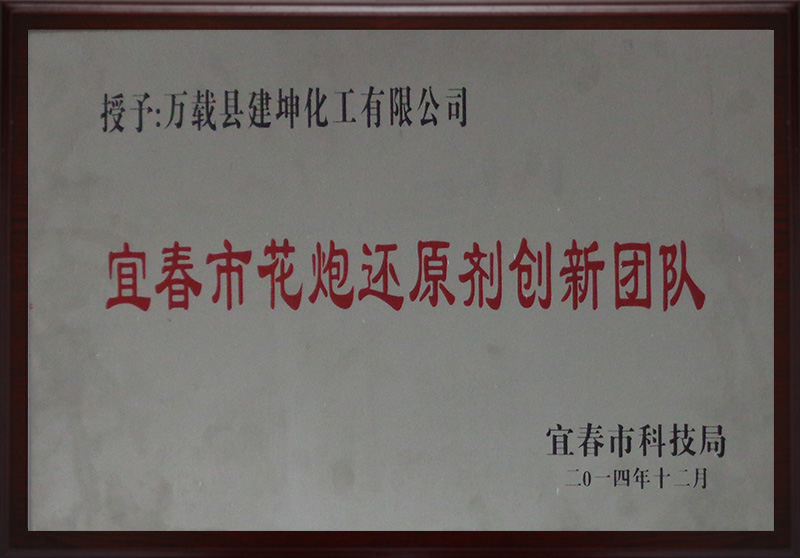 授予:万载县建坤化工有限公司
宜春市花炮还原剂创新团队
宜春市科技局
二0一四年十二月